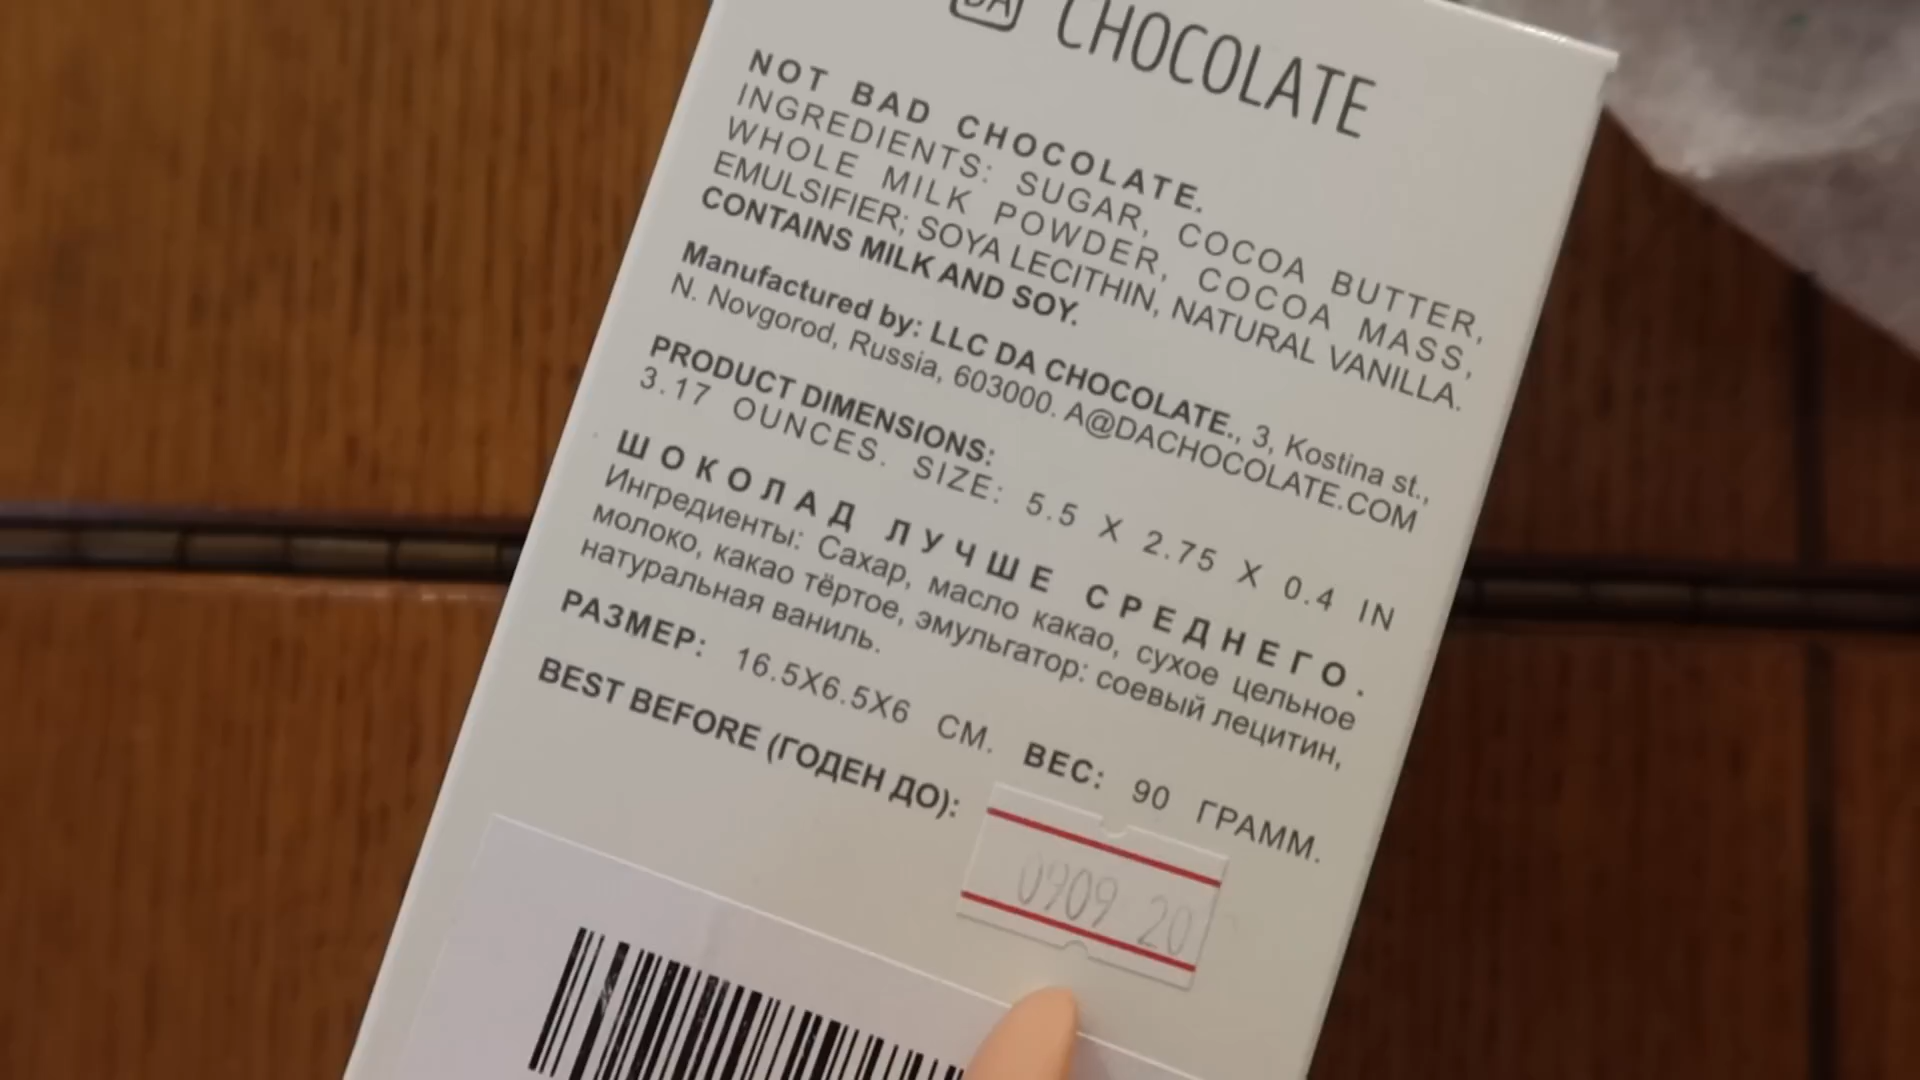 DA CHOCOLATE
NOT BAD CHOCOLATE.
INGREDIENTS: SUGAR, COCOA BUTTER,
WHOLE MILK POWDER, COCOA MASS,
EMULSIFIER; SOYA LECITHIN, NATURAL VANILLA.
CONTAINS MILK AND SOY.
Manufactured by: LLC DA CHOCOLATE., 3, Kostina st.,
N. Novgorod, Russia, 603000. A@DACHOCOLATE.COM
PRODUCT DIMENSIONS:
3.17 OUNCES. SIZE: 5.5 X 2.75 X 0.4 IN
ШОКОЛАД ЛУЧШЕ СРЕДНЕГО.
Ингредиенты: Сахар, масло какао, сухое цельное
молоко, какао тёртое, эмульгатор: соевый лецитин,
натуральная ваниль.
РАЗМЕР: 16.5X6.5X6 СМ. ВЕС: 90 ГРАММ.
BEST BEFORE (ГОДЕН ДО):
0909 20